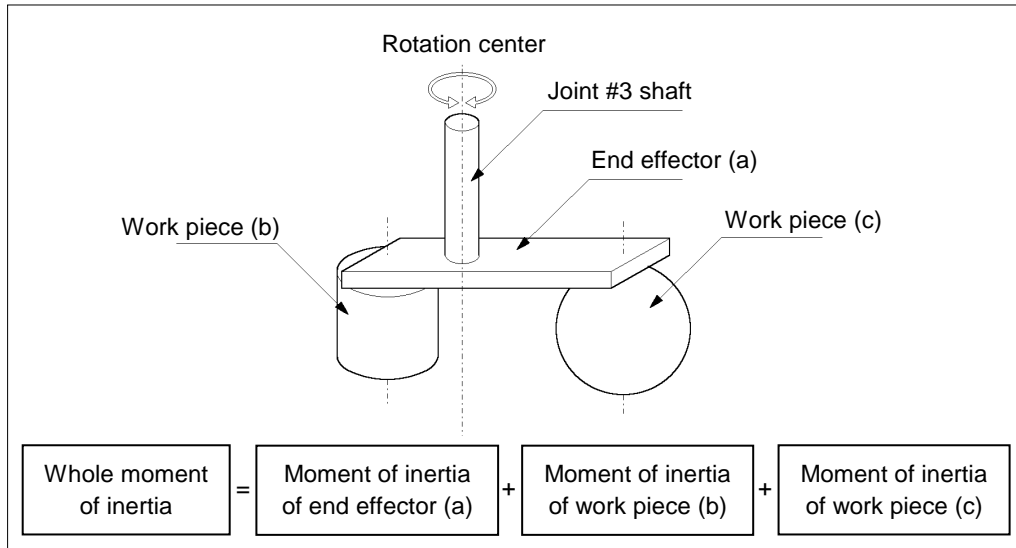 Rotation center
Joint #3 shaft
End effector (a)
Work piece (b)
Work piece (c)
Whole moment
of inertia
=
Moment of inertia
of end effector (a)
+
Moment of inertia
of work piece (b)
+
Moment of inertia
of work piece (c)